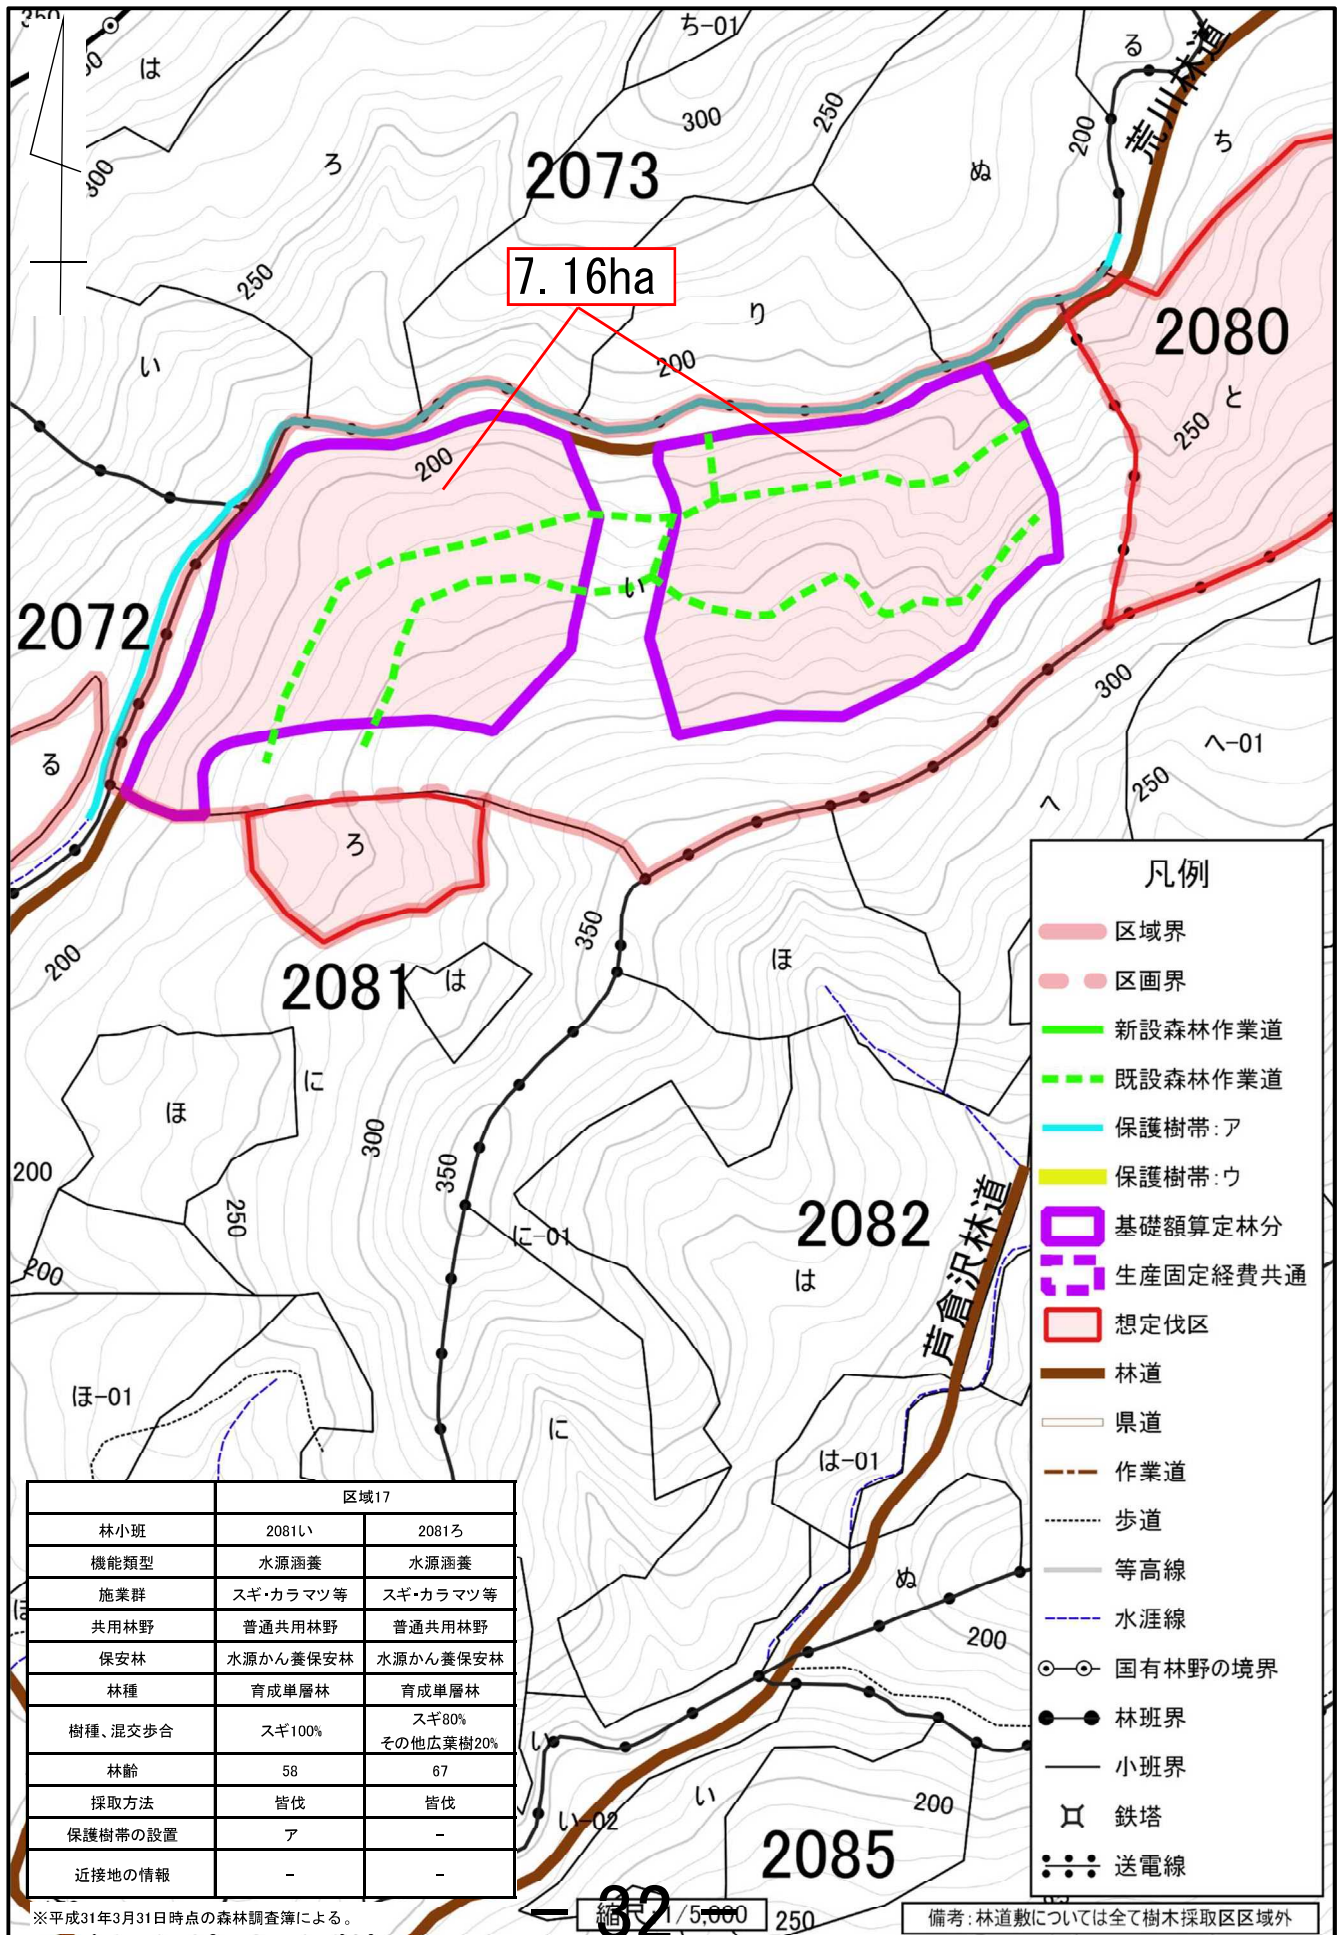 350
50
は
300
ち-01
る
荒川林道
300
250
200
ち
ろ
2073
ぬ
250
7.16ha
り
2080
い
200
と
250
200
い
2072
る
300
へ-01
へ
250
ろ
200
350
ほ
2081
は
に
ほ
300
200
350
250
に-01
2082
は
芦倉沢林道
200
ほ-01
に
は-01
ぬ
200
ほ
い
い
い-02
200
2085
250
凡例
区域界
区画界
新設森林作業道
既設森林作業道
保護樹帯:ア
保護樹帯:ウ
基礎額算定林分
生産固定経費共通
想定伐区
林道
県道
作業道
歩道
等高線
水涯線
国有林野の境界
林班界
小班界
鉄塔
送電線
区域17
林小班 2081い 2081ろ
機能類型 水源涵養 水源涵養
施業群 スギ・カラマツ等 スギ・カラマツ等
共用林野 普通共用林野 普通共用林野
保安林 水源かん養保安林 水源かん養保安林
林種 育成単層林 育成単層林
樹種、混交歩合 スギ100% スギ80%
その他広葉樹20%
林齢 58 67
採取方法 皆伐 皆伐
保護樹帯の設置 ア -
近接地の情報 - -
※平成31年3月31日時点の森林調査簿による。
縮尺:1/5,000
- 32 -
備考:林道敷については全て樹木採取区区域外